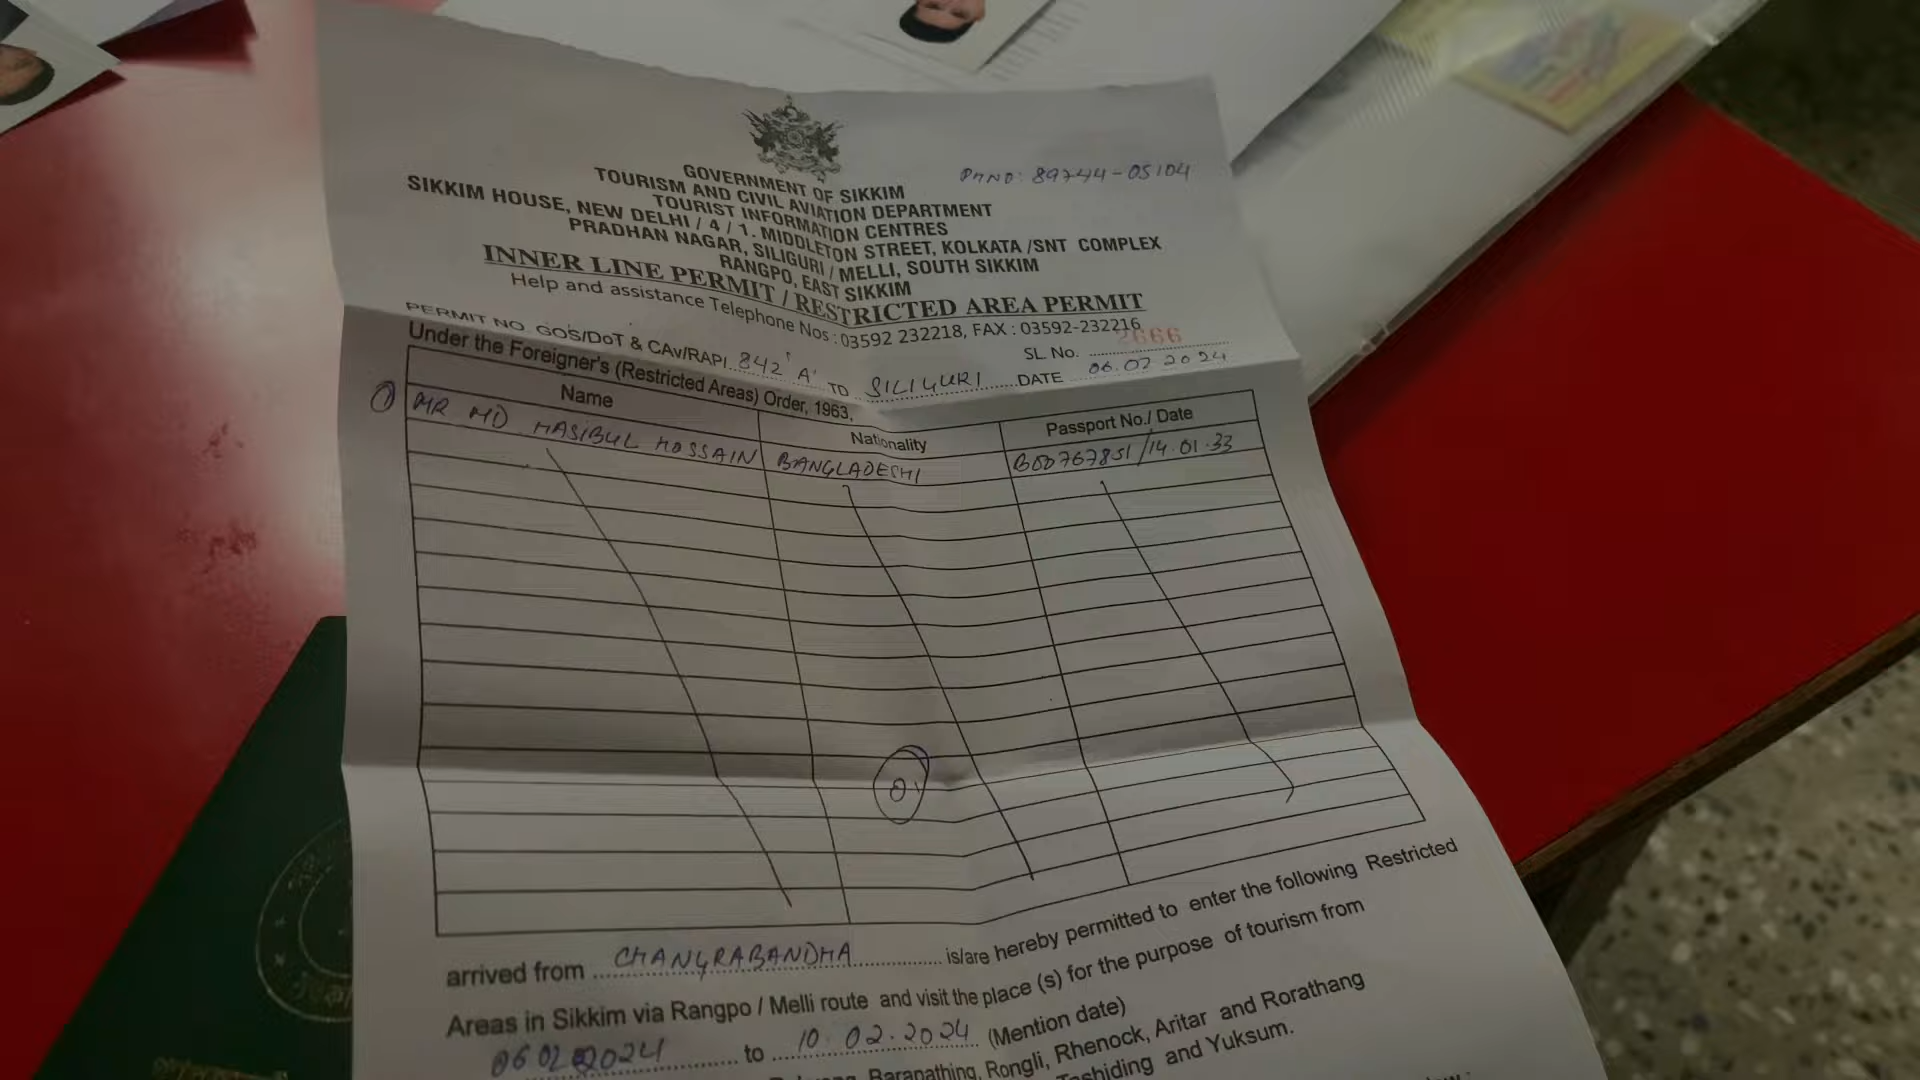 GOVERNMENT OF SIKKIM
TOURISM AND CIVIL AVIATION DEPARTMENT
TOURIST INFORMATION CENTRES
SIKKIM HOUSE, NEW DELHI / 4 / 1. MIDDLETON STREET, KOLKATA /SNT COMPLEX
PRADHAN NAGAR, SILIGURI / MELLI, SOUTH SIKKIM
RANGPO, EAST SIKKIM
INNER LINE PERMIT / RESTRICTED AREA PERMIT
Help and assistance Telephone Nos : 03592 232218, FAX : 03592-232216
89744-05104
SL. No. 2666
PERMIT NO. GOS/DoT & CAv/RAP/ 842 'A' TD SILIGURI DATE 06.02.2024
Under the Foreigner's (Restricted Areas) Order, 1963,
Name Nationality Passport No./ Date
① MR MD HASIBUL HOSSAIN BANGLADESHI B00767851/14.01.33
arrived from CHANGRABANDHA is/are hereby permitted to enter the following Restricted
Areas in Sikkim via Rangpo / Melli route and visit the place (s) for the purpose of tourism from
06 02 2024 to 10.02.2024 (Mention date)
Barapathing, Rongli, Rhenock, Aritar and Rorathang
and Yuksum.